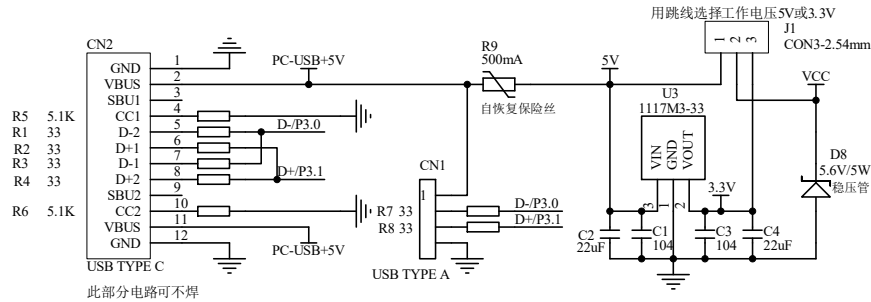 用跳线选择工作电压5V或3.3V
J1
CON3-2.54mm
1 2 3
CN2
R9
500mA
自恢复保险丝
PC-USB+5V
5V
VCC
U3
1117M3-33
VIN
GND
VOUT
3 1 2
3.3V
D8
5.6V/5W
稳压管
GND 1
VBUS 2
SBU1 3
R5 5.1K CC1 4
R1 33 D-2 5 D-/P3.0
R2 33 D+1 6
R3 33 D-1 7
R4 33 D+2 8 D+/P3.1
SBU2 9
R6 5.1K CC2 10
VBUS 11
GND 12
PC-USB+5V
USB TYPE C
此部分电路可不焊
CN1
1
R7 33 D-/P3.0
R8 33 D+/P3.1
USB TYPE A
C2
22uF
C1
104
C3
104
C4
22uF